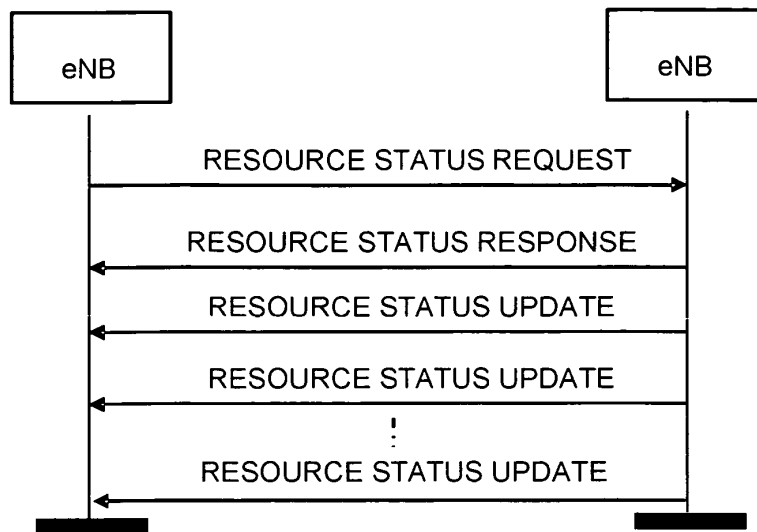 eNB
eNB
RESOURCE STATUS REQUEST
RESOURCE STATUS RESPONSE
RESOURCE STATUS UPDATE
RESOURCE STATUS UPDATE
RESOURCE STATUS UPDATE